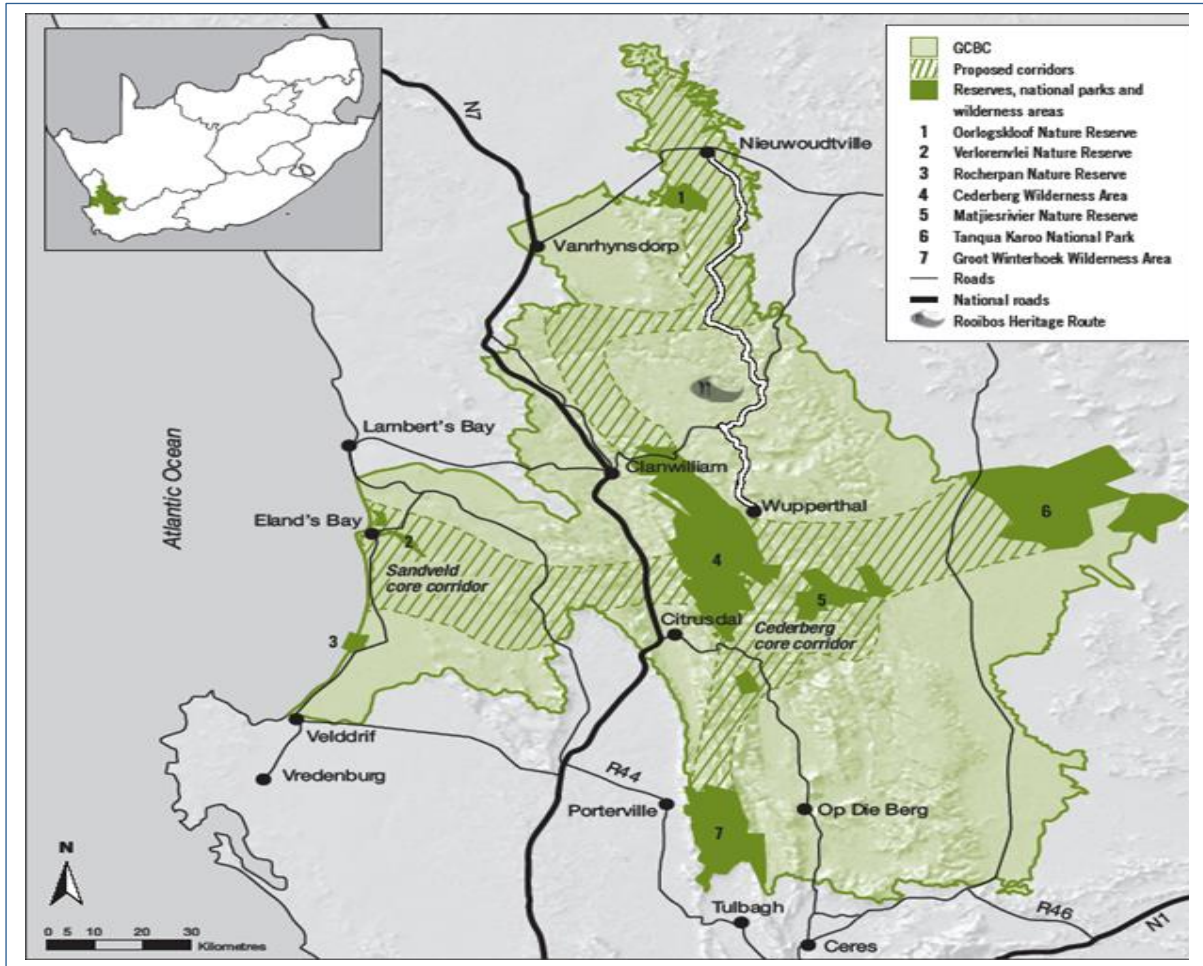 GCBC
Proposed corridors
Reserves, national parks and
wilderness areas
1 Oorlogskloof Nature Reserve
2 Verlorenvlei Nature Reserve
3 Rocherpan Nature Reserve
4 Cederberg Wilderness Area
5 Matjiesrivier Nature Reserve
6 Tanqua Karoo National Park
7 Groot Winterhoek Wilderness Area
Roads
National roads
Rooibos Heritage Route
N7
Nieuwoudtville
1
Vanrhynsdorp
Lambert's Bay
Clanwilliam
Wupperthal
Atlantic Ocean
Eland's Bay
2
6
4
Sandveld
core corridor
5
Citrusdal
Cederberg
core corridor
3
Velddrif
Vredenburg
R44
Porterville
Op Die Berg
7
N
Tulbagh
R46
N1
Ceres
0 5 10 20 30
Kilometres